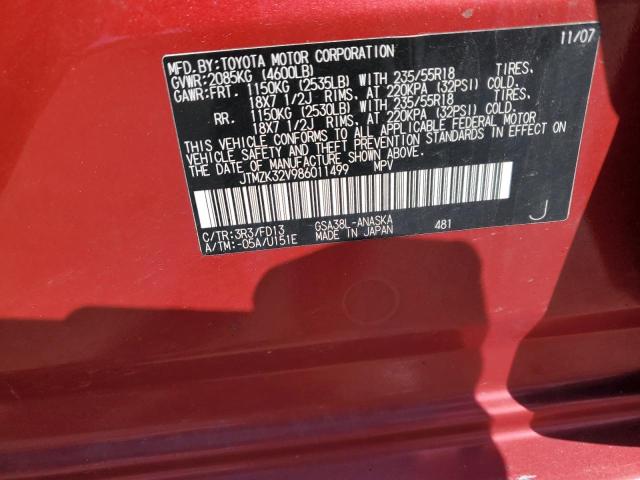 MFD.BY:TOYOTA MOTOR CORPORATION 11/07
GVWR:2085KG (4600LB)
GAWR:FRT. 1150KG (2535LB) WITH 235/55R18 TIRES,
18X7 1/2J RIMS, AT 220KPA (32PSI) COLD.
RR. 1150KG (2530LB) WITH 235/55R18 TIRES,
18X7 1/2J RIMS, AT 220KPA (32PSI) COLD.
THIS VEHICLE CONFORMS TO ALL APPLICABLE FEDERAL MOTOR
VEHICLE SAFETY AND THEFT PREVENTION STANDARDS IN EFFECT ON
THE DATE OF MANUFACTURE SHOWN ABOVE.
JTMZK32V986011499 MPV
C/TR:3R3/FD13 GSA38L-ANASKA 481 J
A/TM:-05A/U151E MADE IN JAPAN